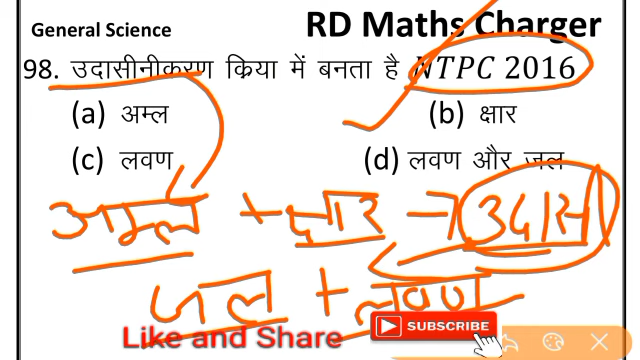 General Science RD Maths Charger
98. उदासीनीकरण क्रिया में बनता है NTPC 2016
(a) अम्ल (b) क्षार
(c) लवण (d) लवण और जल
अम्ल + क्षार → उदासी
जल + लवण
Like and Share SUBSCRIBE